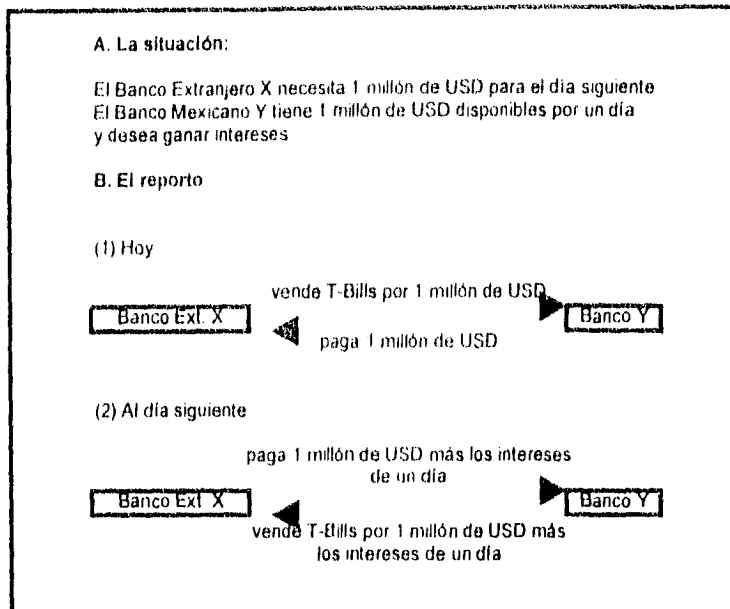 A. La situación:
El Banco Extranjero X necesita 1 millón de USD para el día siguiente
El Banco Mexicano Y tiene 1 millón de USD disponibles por un día
y desea ganar intereses
B. El reporto
(1) Hoy
vende T-Bills por 1 millón de USD
Banco Ext. X
Banco Y
paga 1 millón de USD
(2) Al día siguiente
paga 1 millón de USD más los intereses
de un día
Banco Ext X
Banco Y
vende T-Bills por 1 millón de USD más
los intereses de un día